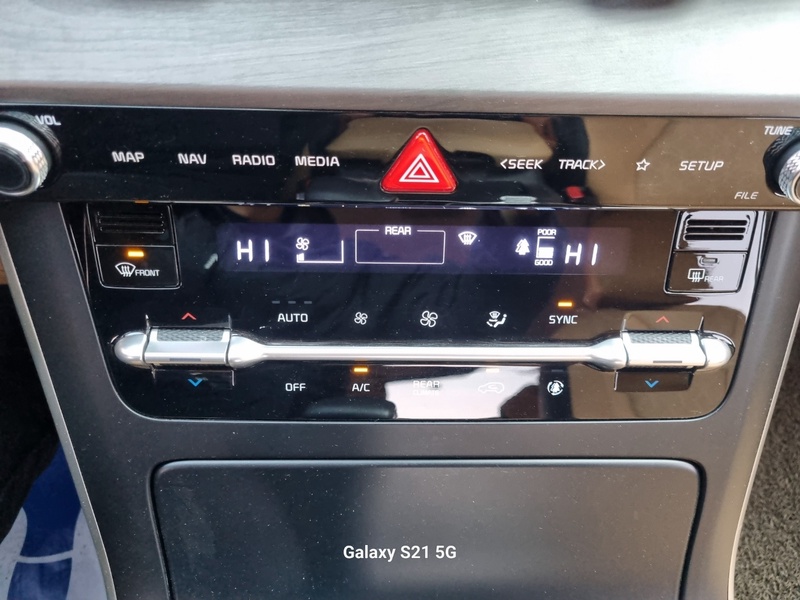 VOL
TUNE
MAP NAV RADIO MEDIA <SEEK TRACK> ☆ SETUP
FILE
HI REAR POOR GOOD HI
FRONT
REAR
AUTO SYNC
OFF A/C REAR
Galaxy S21 5G